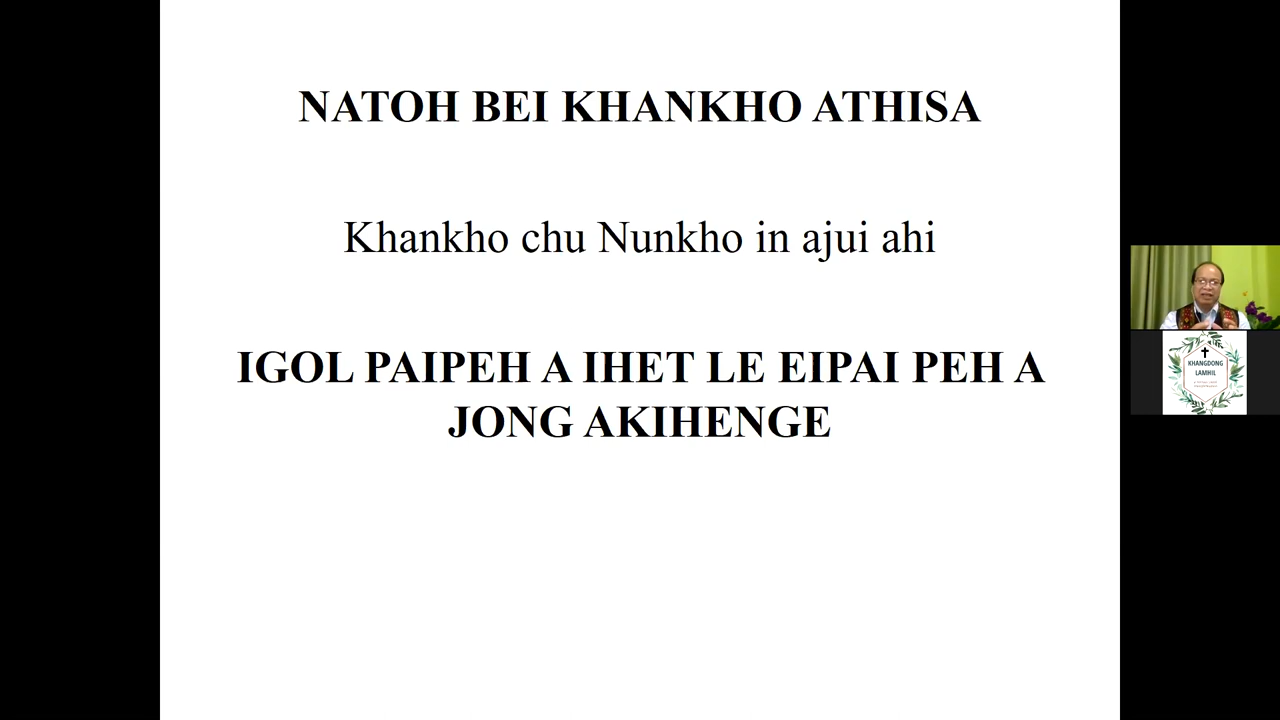 NATOH BEI KHANKHO ATHISA
Khankho chu Nunkho in ajui ahi
IGOL PAIPEH A IHET LE EIPAI PEH A
JONG AKIHENGE
KHANGDONG
LAMHIL